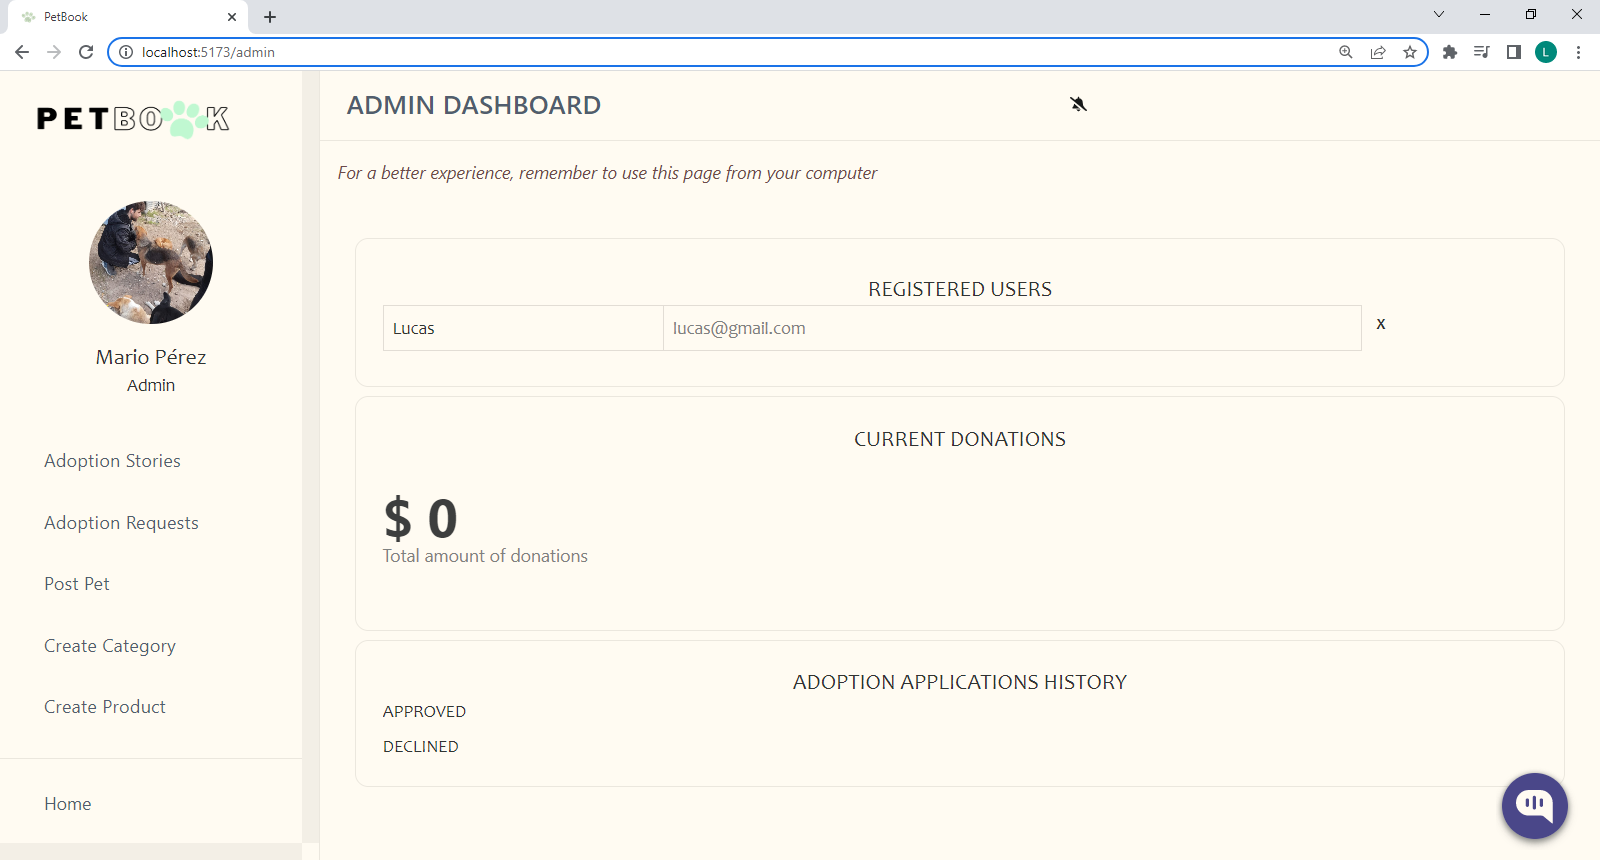 PetBook
localhost:5173/admin
L
PETBOOK
ADMIN DASHBOARD
For a better experience, remember to use this page from your computer
Mario Pérez
Admin
Adoption Stories
Adoption Requests
Post Pet
Create Category
Create Product
Home
REGISTERED USERS
Lucas lucas@gmail.com x
CURRENT DONATIONS
$ 0
Total amount of donations
ADOPTION APPLICATIONS HISTORY
APPROVED
DECLINED